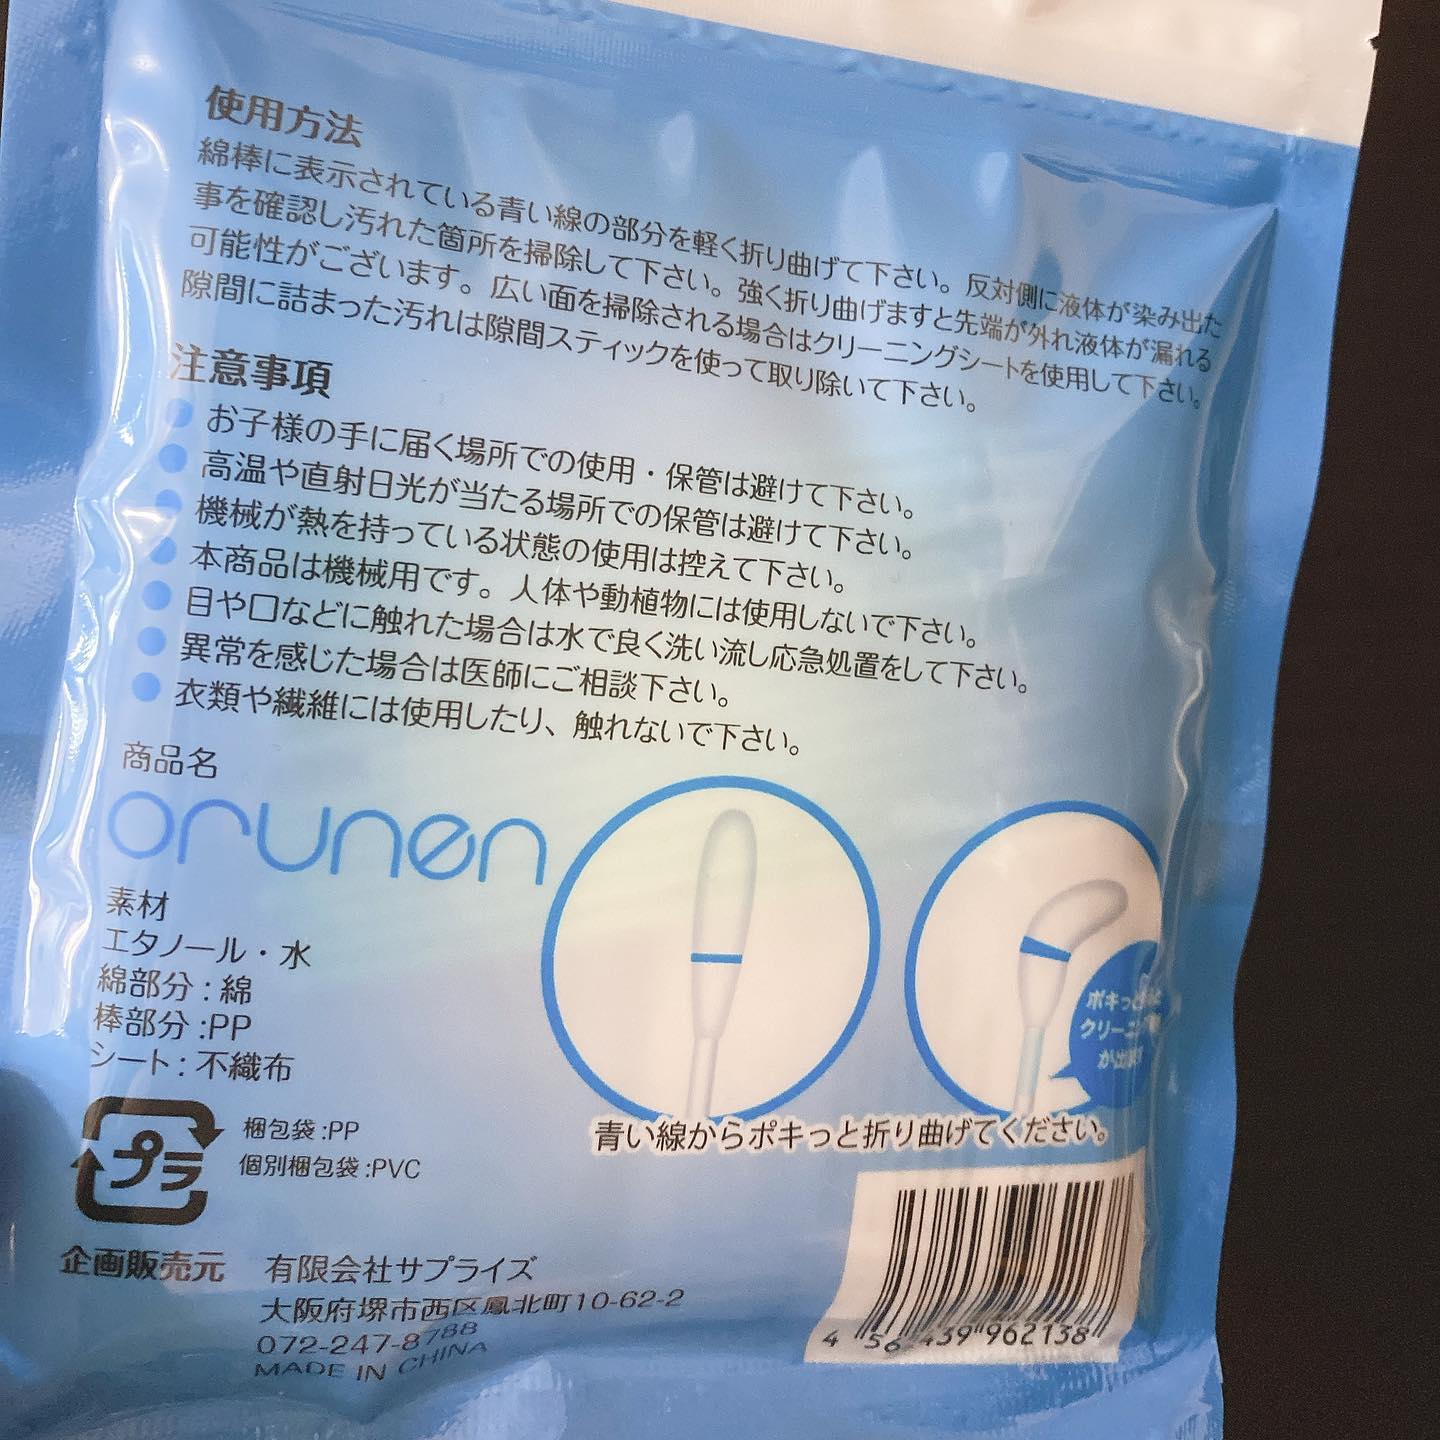 使用方法
綿棒に表示されている青い線の部分を軽く折り曲げて下さい。反対側に液体が染み出た
事を確認し汚れた箇所を掃除して下さい。強く折り曲げますと先端が外れ液体が漏れる
可能性がございます。広い面を掃除される場合はクリーニングシートを使用して下さい。
隙間に詰まった汚れは隙間スティックを使って取り除いて下さい。
注意事項
お子様の手に届く場所での使用・保管は避けて下さい。
高温や直射日光が当たる場所での保管は避けて下さい。
機械が熱を持っている状態の使用は控えて下さい。
本商品は機械用です。人体や動植物には使用しないで下さい。
目や口などに触れた場合は水で良く洗い流し応急処置をして下さい。
異常を感じた場合は医師にご相談下さい。
衣類や繊維には使用したり、触れないで下さい。
商品名
orunen
素材
エタノール・水
綿部分:綿
棒部分:PP
シート:不織布
ポキっと
クリーニ
が出
青い線からポキっと折り曲げてください。
プラ
梱包袋:PP
個別梱包袋:PVC
企画販売元 有限会社サプライズ
大阪府堺市西区鳳北町10-62-2
072-247-8788
MADE IN CHINA
4 56 439 962138